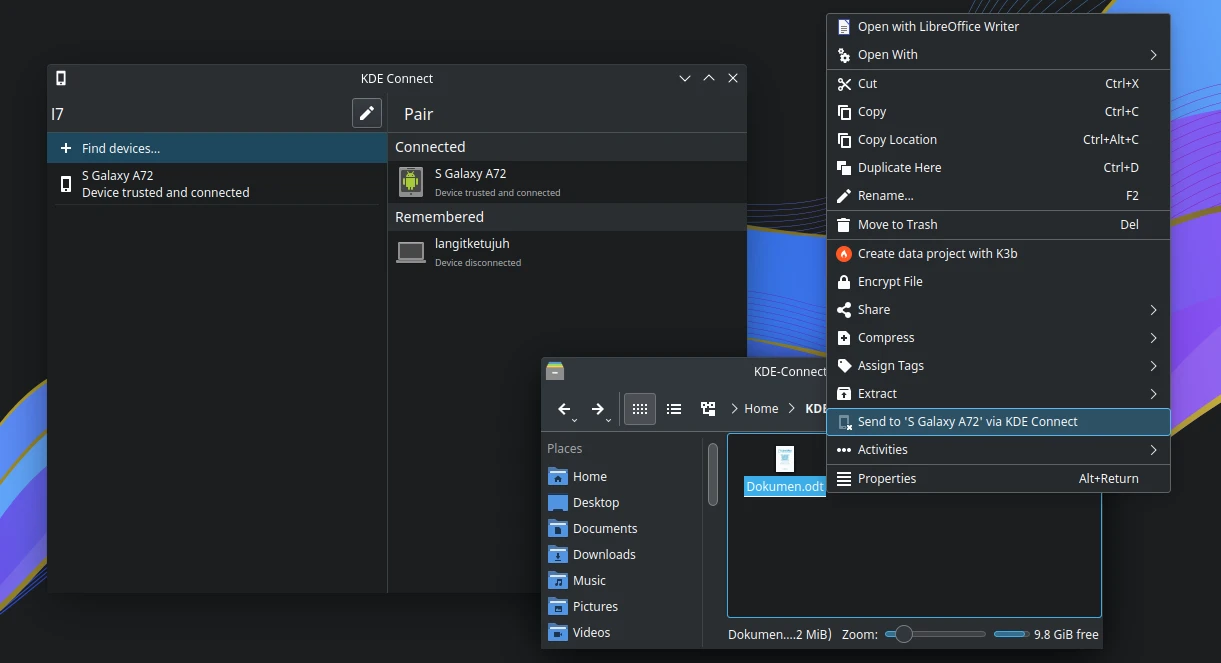 KDE Connect
I7
Pair
Find devices...
S Galaxy A72
Device trusted and connected
Connected
S Galaxy A72
Device trusted and connected
Remembered
langitketujuh
Device disconnected
KDE-Connect
Home
KDE
Places
Home
Desktop
Documents
Downloads
Music
Pictures
Videos
Dokumen.odt
Dokumen....2 MiB)
Zoom:
9.8 GiB free
Open with LibreOffice Writer
Open With
Cut Ctrl+X
Copy Ctrl+C
Copy Location Ctrl+Alt+C
Duplicate Here Ctrl+D
Rename... F2
Move to Trash Del
Create data project with K3b
Encrypt File
Share
Compress
Assign Tags
Extract
Send to 'S Galaxy A72' via KDE Connect
Activities
Properties Alt+Return